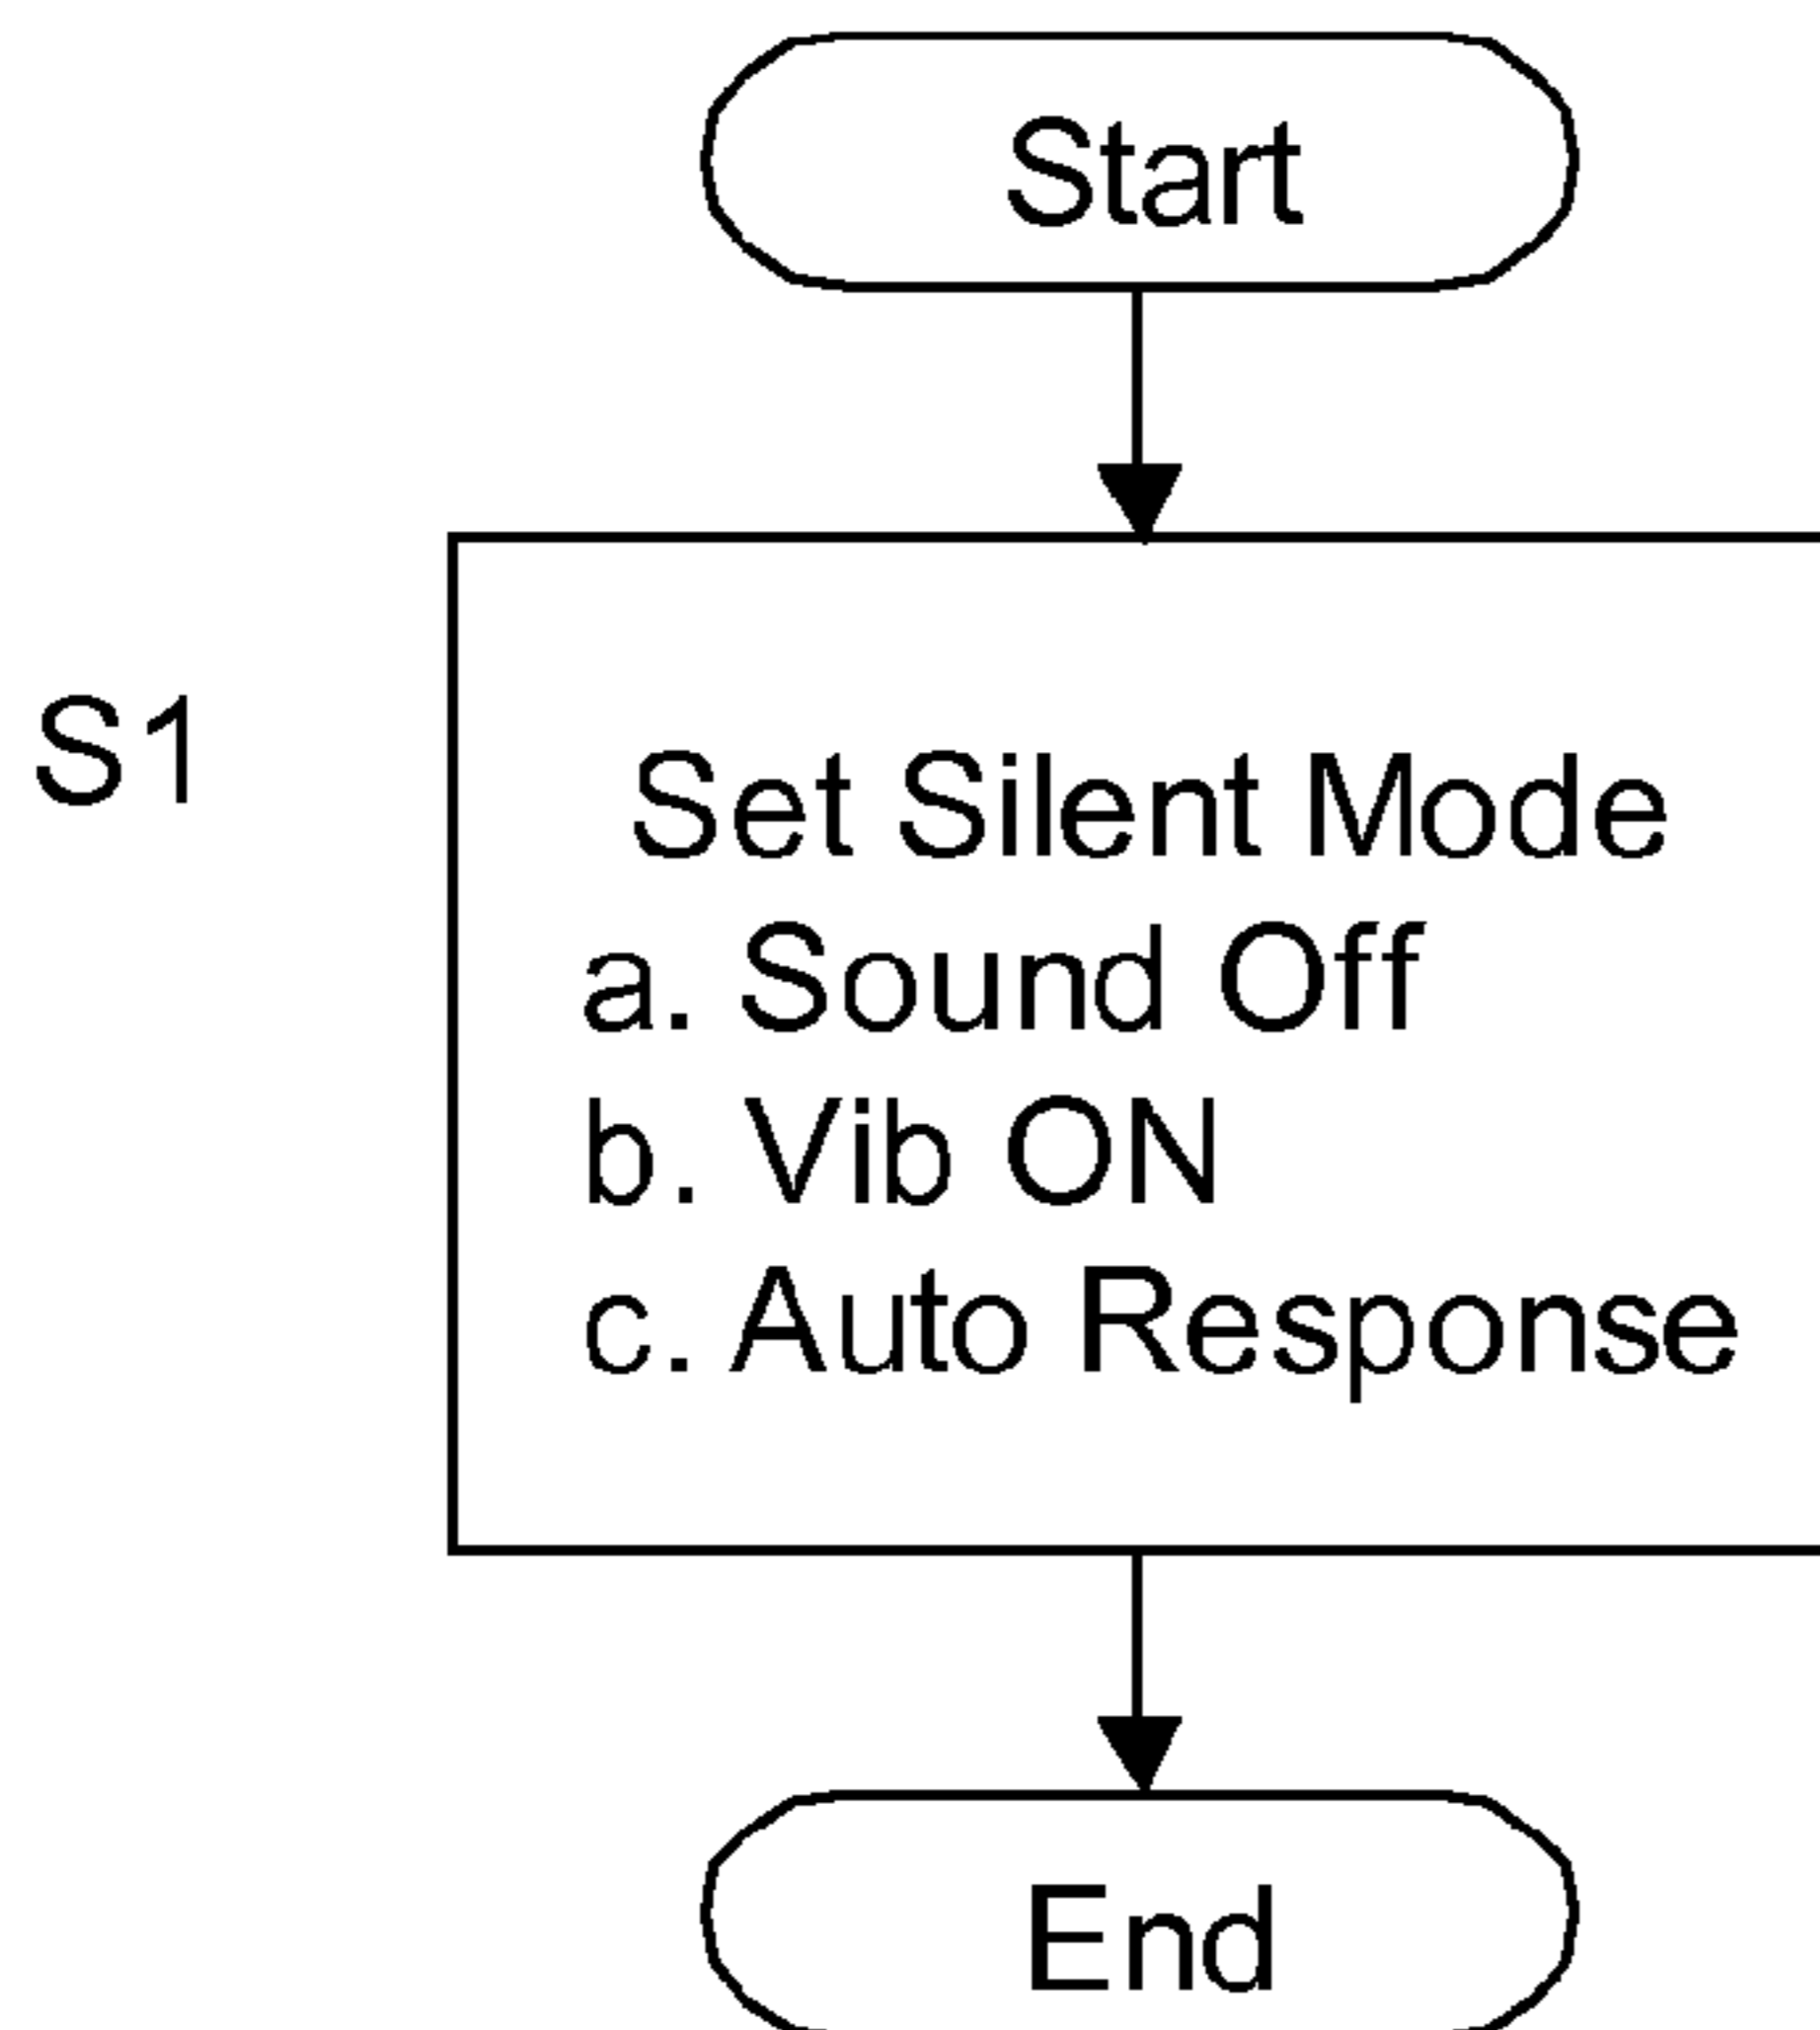 Start
S1
Set Silent Mode
a. Sound Off
b. Vib ON
c. Auto Response
End